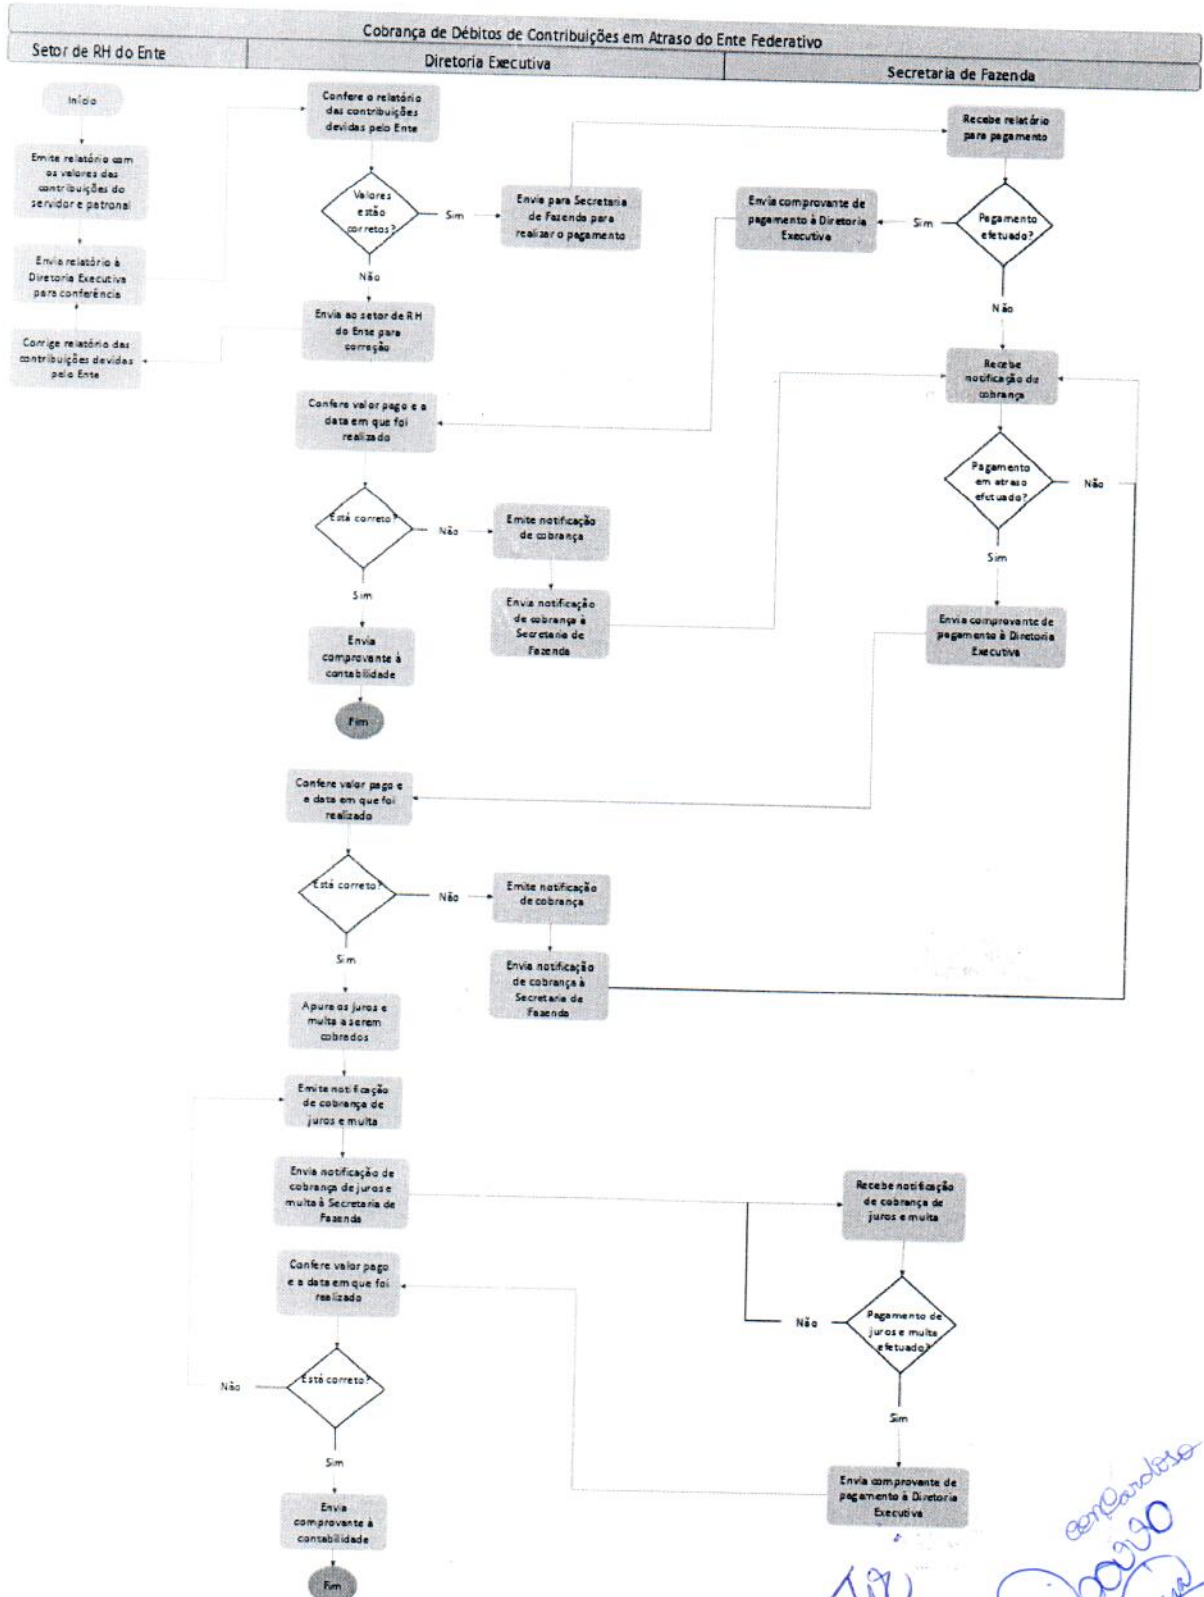 Cobrança de Débitos de Contribuições em Atraso do Ente Federativo
Setor de RH do Ente
Diretoria Executiva
Secretaria de Fazenda
Início
Emite relatório com
os valores das
contribuições do
servidor e patronal
Envia relatório à
Diretoria Executiva
para conferência
Corrige relatório das
contribuições devidas
pelo Ente
Confere o relatório
das contribuições
devidas pelo Ente
Valores
estão
corretos?
Sim
Envia para Secretaria
de Fazenda para
realizar o pagamento
Não
Envia ao setor de RH
do Ente para
correção
Recebe relatório
para pagamento
Pagamento
efetuado?
Sim
Envia comprovante de
pagamento à Diretoria
Executiva
Não
Recebe
notificação de
cobrança
Pagamento
em atraso
efetuado?
Não
Sim
Envia comprovante de
pagamento à Diretoria
Executiva
Confere valor pago e a
data em que foi
realizado
Está correto?
Não
Emite notificação
de cobrança
Envia notificação
de cobrança à
Secretaria de
Fazenda
Sim
Envia
comprovante à
contabilidade
Fim
Confere valor pago e
a data em que foi
realizado
Está correto?
Não
Emite notificação
de cobrança
Envia notificação
de cobrança à
Secretaria de
Fazenda
Sim
Apura os juros e
multa a serem
cobrados
Emite notificação
de cobrança de
juros e multa
Envia notificação de
cobrança de juros e
multa à Secretaria de
Fazenda
Recebe notificação
de cobrança de
juros e multa
Pagamento de
juros e multa
efetuado?
Não
Sim
Envia comprovante de
pagamento à Diretoria
Executiva
Confere valor pago
e a data em que foi
realizado
Está correto?
Não
Sim
Envia
comprovante à
contabilidade
Fim